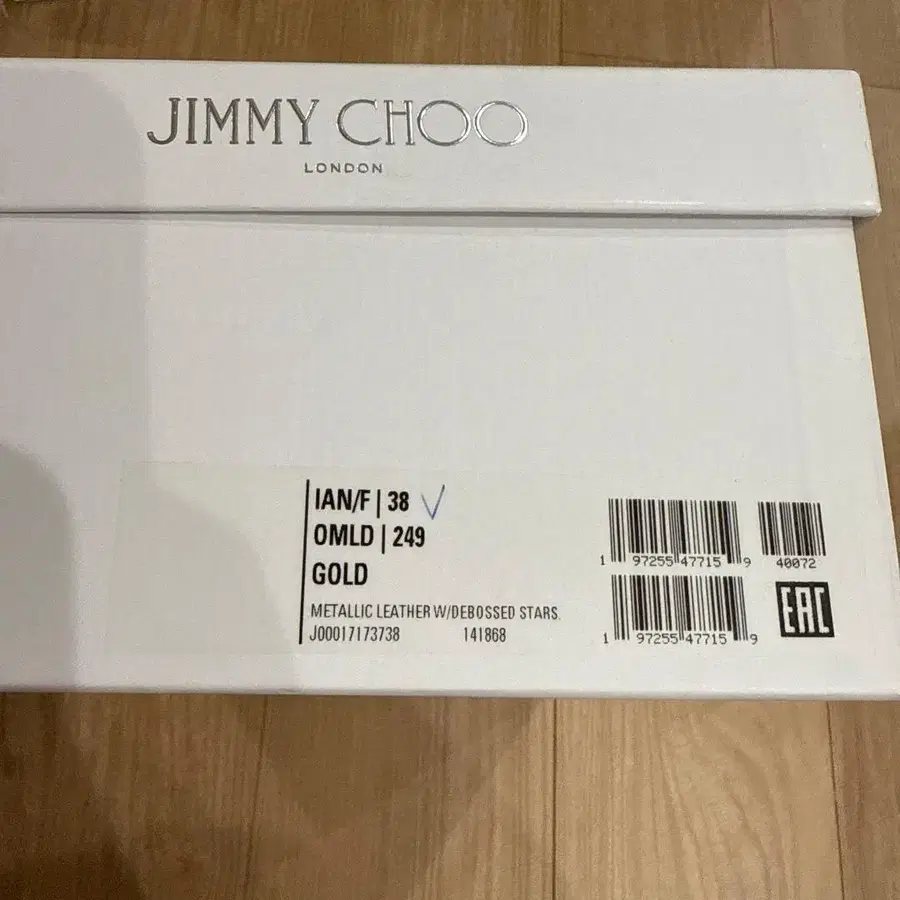 JIMMY CHOO
LONDON
IAN/F | 38
OMLD | 249
GOLD
METALLIC LEATHER W/DEBOSSED STARS.
J00017173738 141868
1 97255 47715 9 40072
1 97255 47715 9
EAC